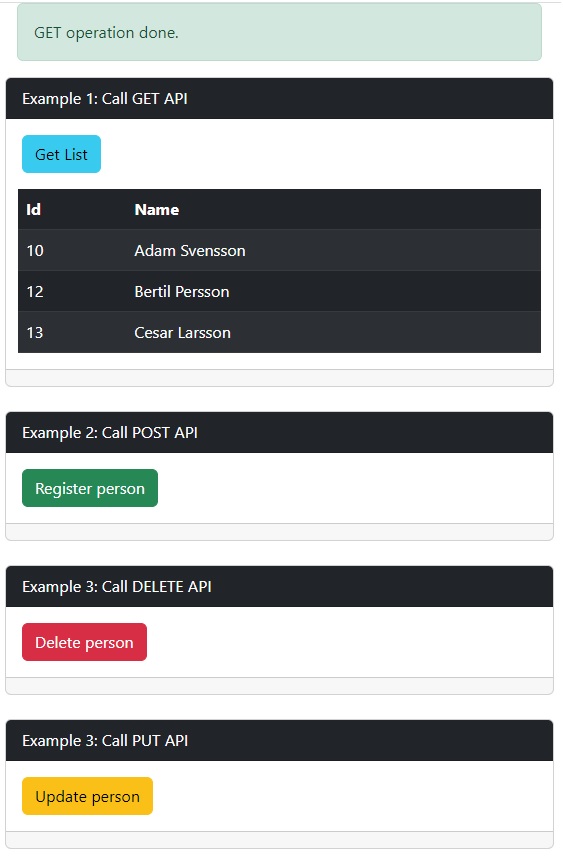 GET operation done.
Example 1: Call GET API
Get List
Id Name
10 Adam Svensson
12 Bertil Persson
13 Cesar Larsson
Example 2: Call POST API
Register person
Example 3: Call DELETE API
Delete person
Example 3: Call PUT API
Update person